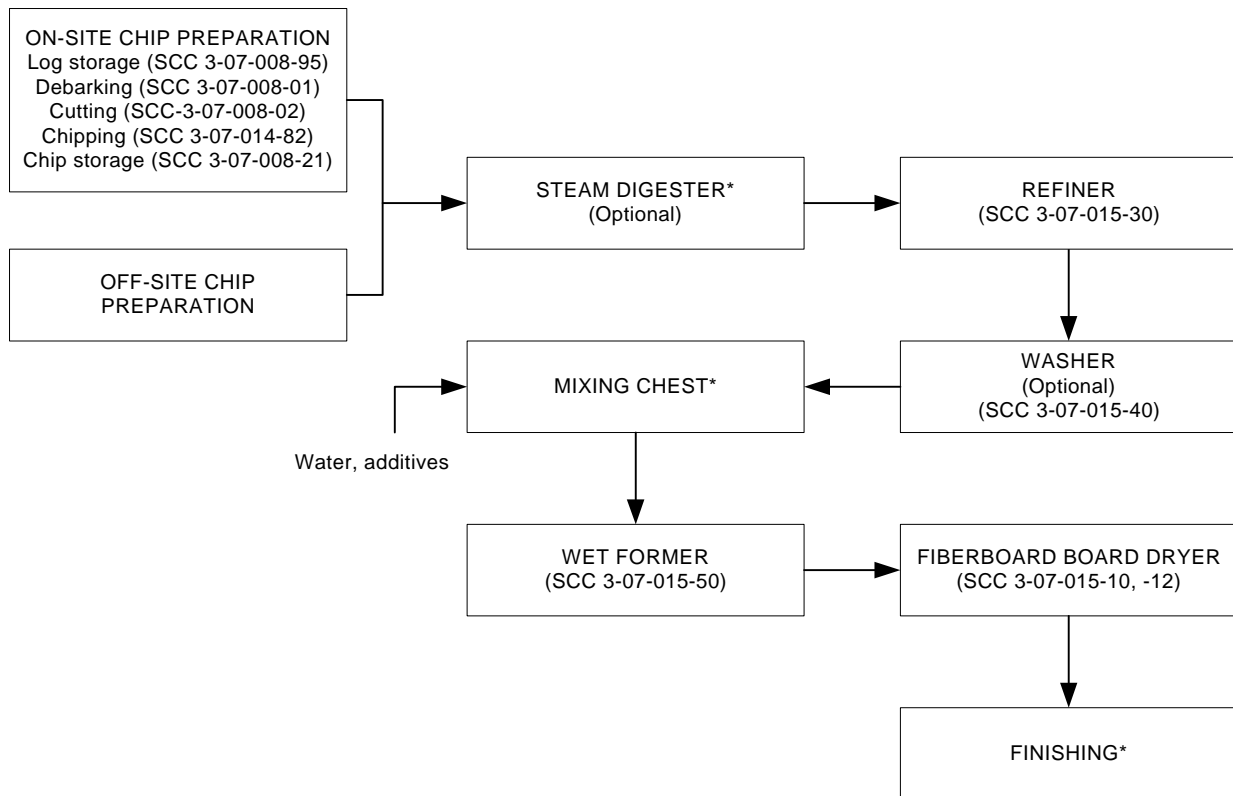 ON-SITE CHIP PREPARATION
Log storage (SCC 3-07-008-95)
Debarking (SCC 3-07-008-01)
Cutting (SCC-3-07-008-02)
Chipping (SCC 3-07-014-82)
Chip storage (SCC 3-07-008-21)
OFF-SITE CHIP
PREPARATION
STEAM DIGESTER*
(Optional)
REFINER
(SCC 3-07-015-30)
WASHER
(Optional)
(SCC 3-07-015-40)
MIXING CHEST*
Water, additives
WET FORMER
(SCC 3-07-015-50)
FIBERBOARD BOARD DRYER
(SCC 3-07-015-10, -12)
FINISHING*